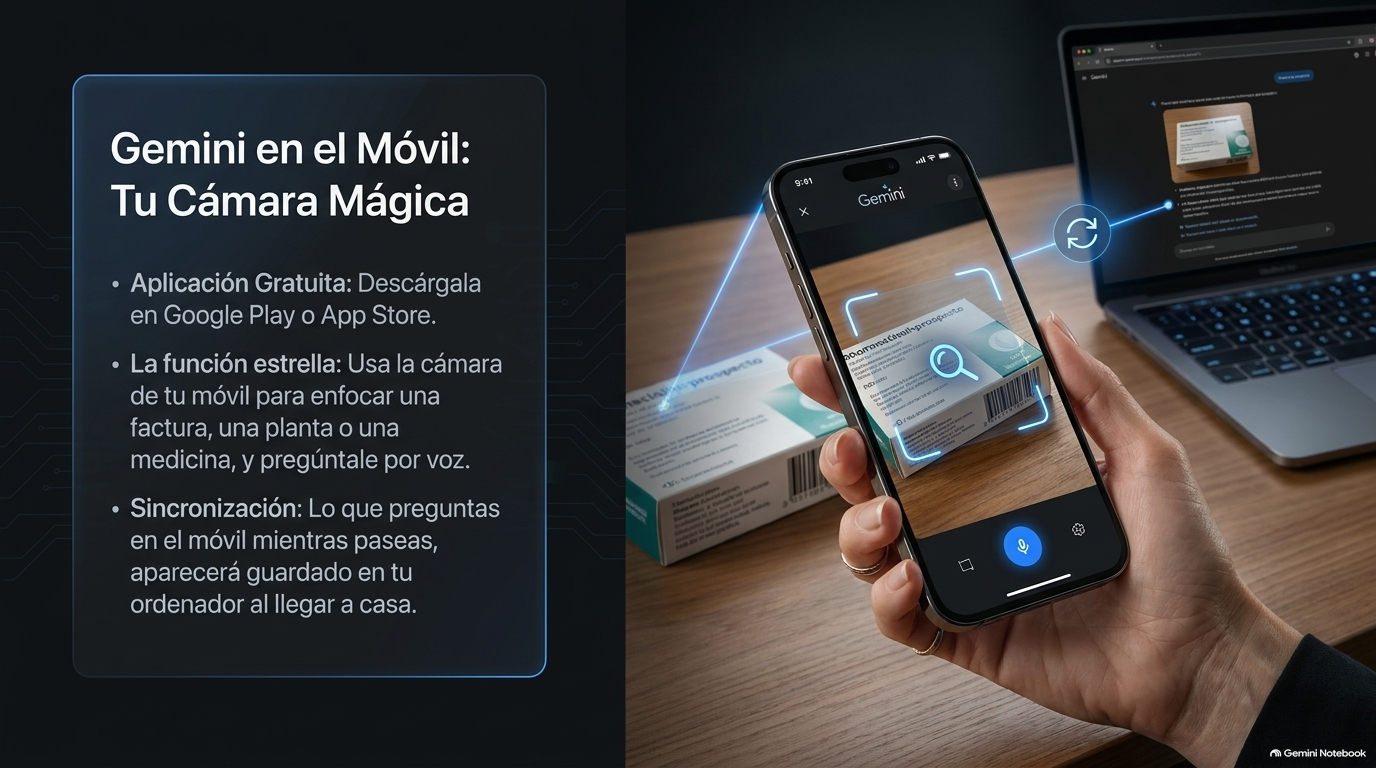 Gemini en el Móvil:
Tu Cámara Mágica
• Aplicación Gratuita: Descárgala
en Google Play o App Store.
• La función estrella: Usa la cámara
de tu móvil para enfocar una
factura, una planta o una
medicina, y pregúntale por voz.
• Sincronización: Lo que preguntas
en el móvil mientras paseas,
aparecerá guardado en tu
ordenador al llegar a casa.
9:61
Gemini
Gemini
Gemini Notebook